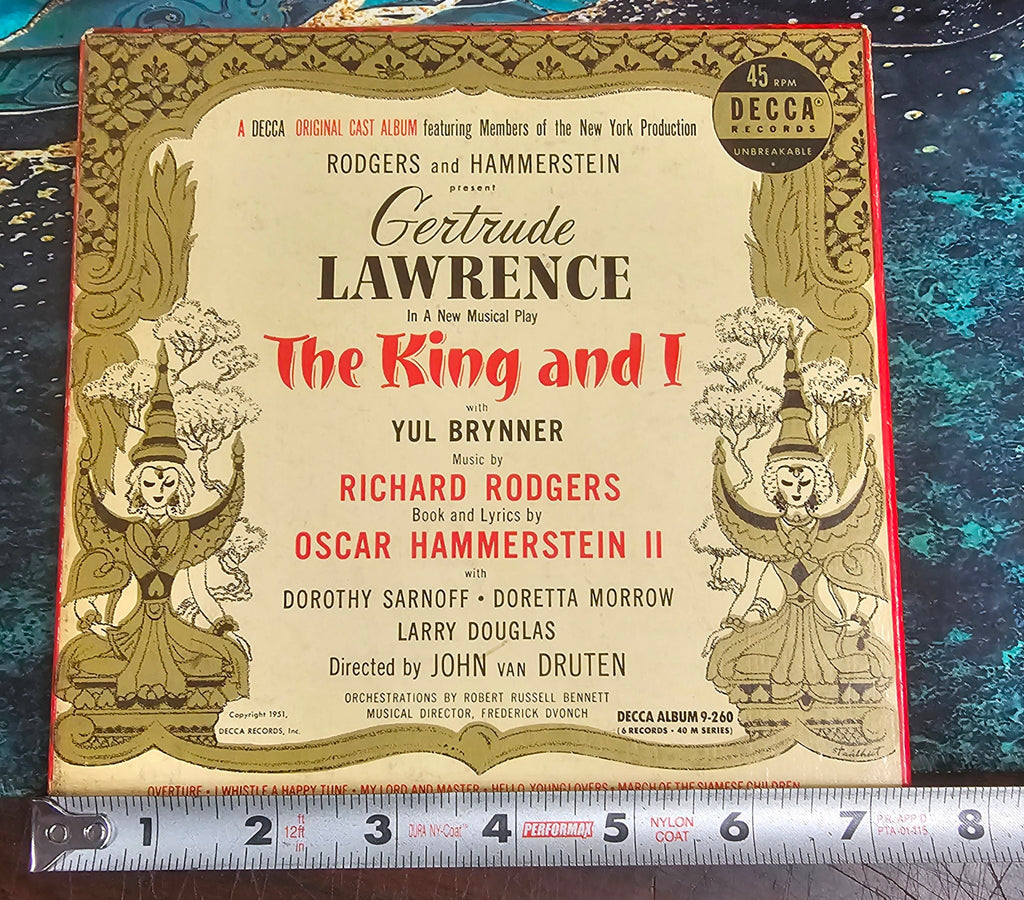 45 RPM
DECCA®
RECORDS
UNBREAKABLE
A DECCA ORIGINAL CAST ALBUM featuring Members of the New York Production
RODGERS and HAMMERSTEIN
present
Gertrude
LAWRENCE
In A New Musical Play
The King and I
with
YUL BRYNNER
Music by
RICHARD RODGERS
Book and Lyrics by
OSCAR HAMMERSTEIN II
with
DOROTHY SARNOFF • DORETTA MORROW
LARRY DOUGLAS
Directed by JOHN VAN DRUTEN
ORCHESTRATIONS BY ROBERT RUSSELL BENNETT
MUSICAL DIRECTOR, FREDERICK DVONCH
Copyright 1951,
DECCA RECORDS, Inc.
DECCA ALBUM 9-260
(6 RECORDS • 40 M SERIES)
OVERTURE • I WHISTLE A HAPPY TUNE • MY LORD AND MASTER • HELLO, YOUNG LOVERS • MARCH OF THE SIAMESE CHILDREN
1 2 ft 12ft in 3 DURA NY-Coat™ 4 PERFORMAX 5 NYLON COAT 6 7 8